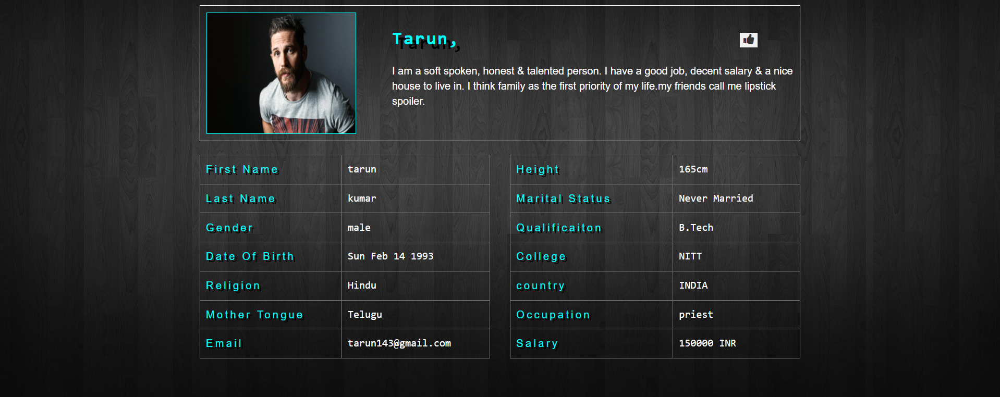 Tarun,
I am a soft spoken, honest & talented person. I have a good job, decent salary & a nice
house to live in. I think family as the first priority of my life.my friends call me lipstick
spoiler.
First Name tarun
Last Name kumar
Gender male
Date Of Birth Sun Feb 14 1993
Religion Hindu
Mother Tongue Telugu
Email tarun143@gmail.com
Height 165cm
Marital Status Never Married
Qualificaiton B.Tech
College NITT
country INDIA
Occupation priest
Salary 150000 INR